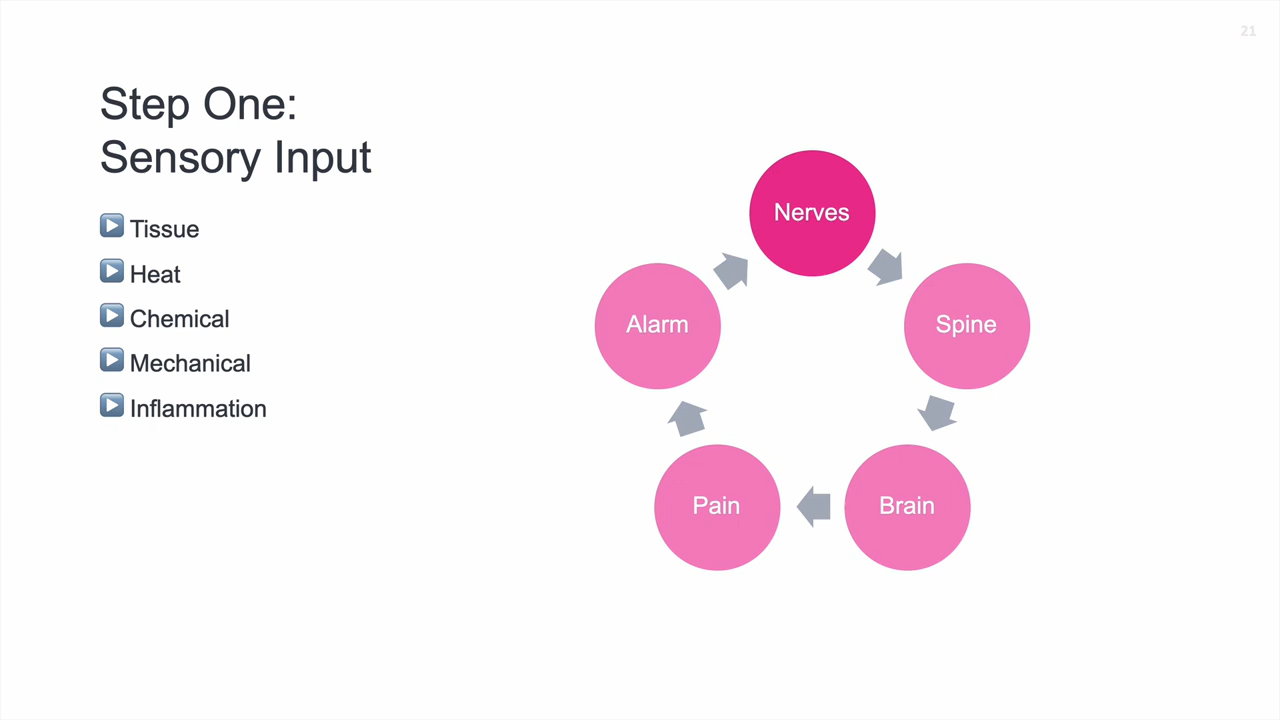 21
Step One:
Sensory Input
Tissue
Heat
Chemical
Mechanical
Inflammation
Nerves
Spine
Brain
Pain
Alarm